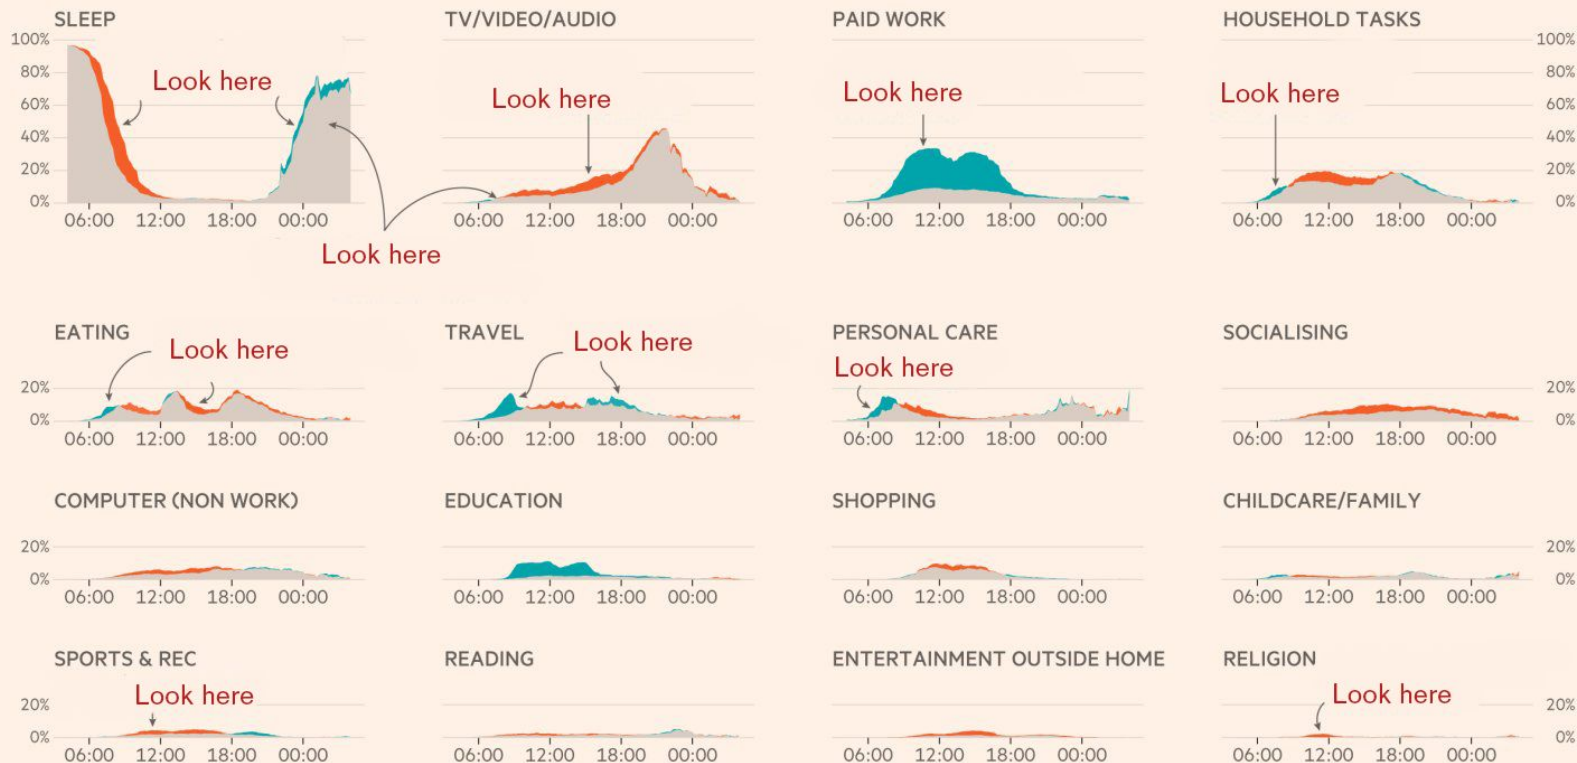 SLEEP
TV/VIDEO/AUDIO
PAID WORK
HOUSEHOLD TASKS
100%
80%
60%
40%
20%
0%
100%
80%
60%
40%
20%
0%
Look here
Look here
Look here
Look here
06:00 12:00 18:00 00:00
06:00 12:00 18:00 00:00
06:00 12:00 18:00 00:00
06:00 12:00 18:00 00:00
Look here
EATING
TRAVEL
PERSONAL CARE
SOCIALISING
Look here
Look here
Look here
20%
0%
20%
0%
06:00 12:00 18:00 00:00
06:00 12:00 18:00 00:00
06:00 12:00 18:00 00:00
06:00 12:00 18:00 00:00
COMPUTER (NON WORK)
EDUCATION
SHOPPING
CHILDCARE/FAMILY
20%
0%
20%
0%
06:00 12:00 18:00 00:00
06:00 12:00 18:00 00:00
06:00 12:00 18:00 00:00
06:00 12:00 18:00 00:00
SPORTS & REC
READING
ENTERTAINMENT OUTSIDE HOME
RELIGION
Look here
Look here
20%
0%
20%
0%
06:00 12:00 18:00 00:00
06:00 12:00 18:00 00:00
06:00 12:00 18:00 00:00
06:00 12:00 18:00 00:00